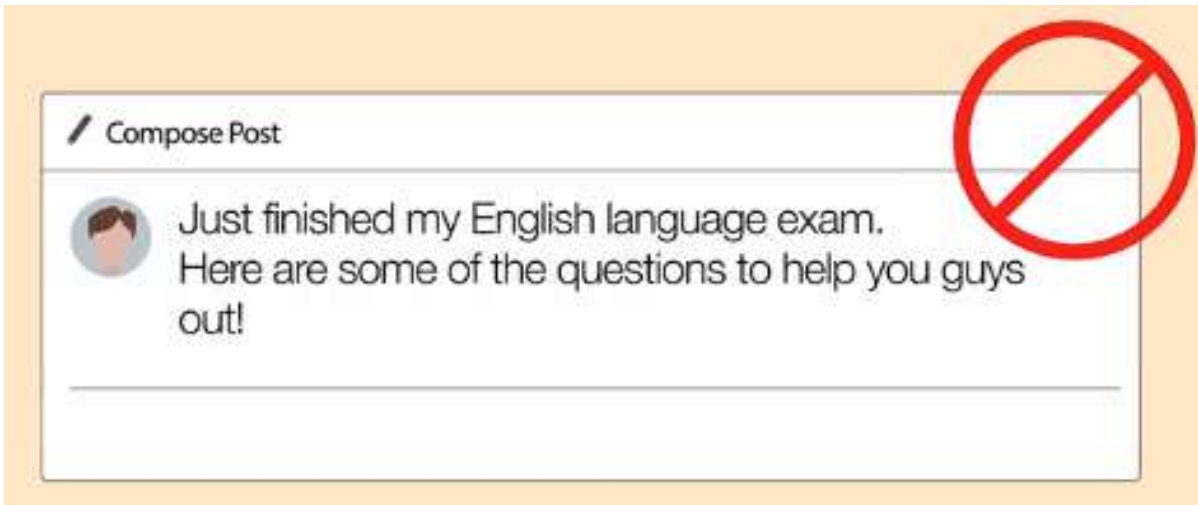 Compose Post
Just finished my English language exam.
Here are some of the questions to help you guys
out!